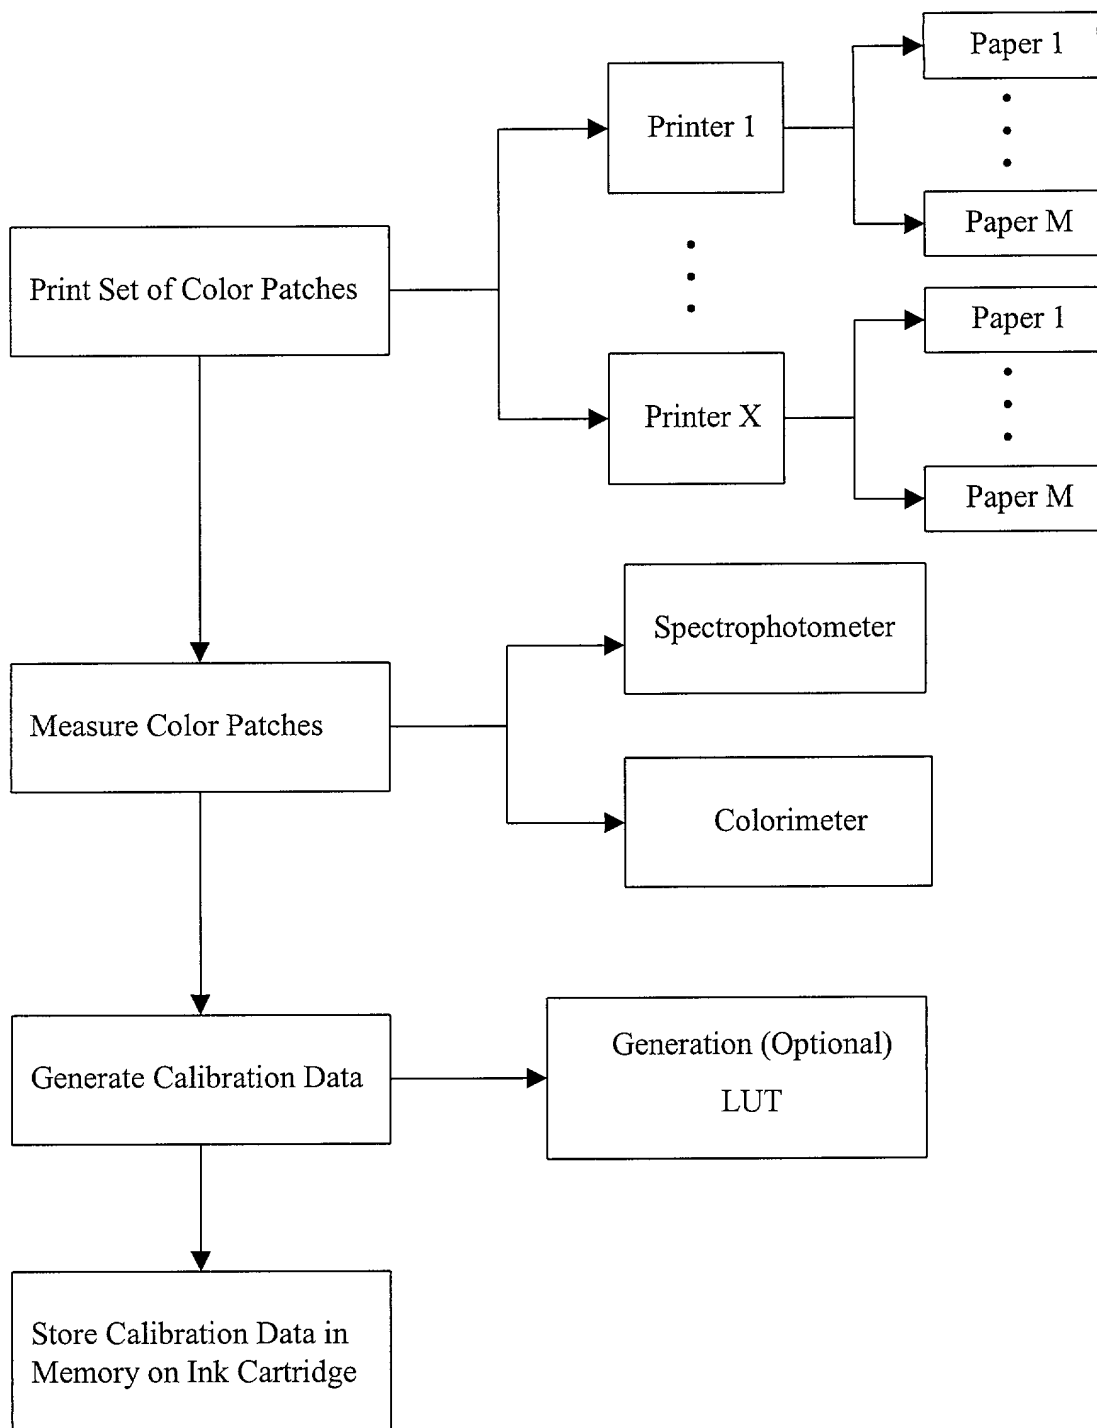 Paper 1
Printer 1
Paper M
Print Set of Color Patches
Paper 1
Printer X
Paper M
Spectrophotometer
Measure Color Patches
Colorimeter
Generation (Optional)
LUT
Generate Calibration Data
Store Calibration Data in
Memory on Ink Cartridge